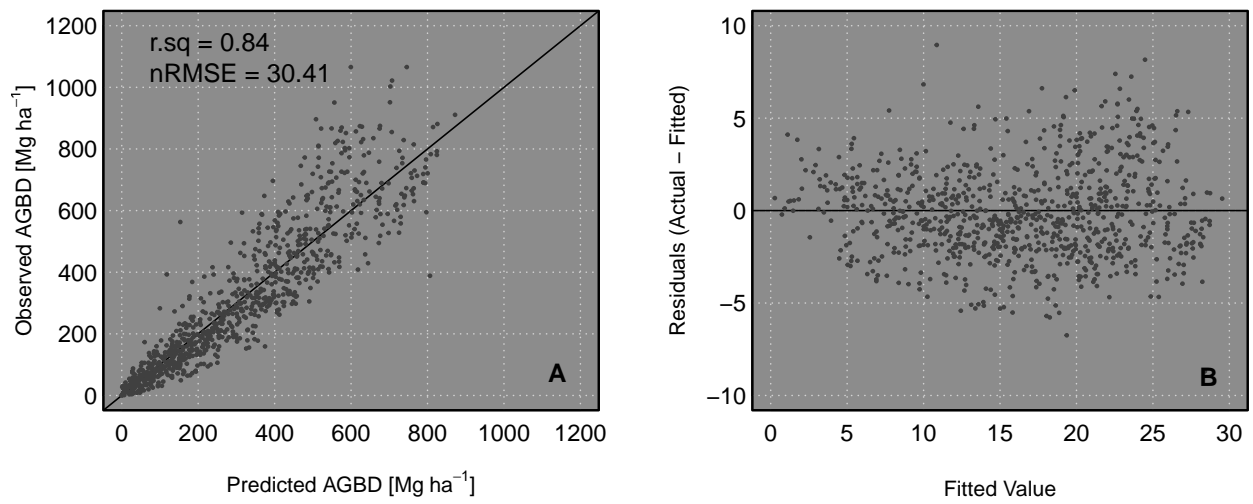 1200
1000
800
600
400
200
0
Observed AGBD [Mg ha⁻¹]
r.sq = 0.84
nRMSE = 30.41
A
0 200 400 600 800 1000 1200
Predicted AGBD [Mg ha⁻¹]
10
5
0
−5
−10
Residuals (Actual − Fitted)
B
0 5 10 15 20 25 30
Fitted Value